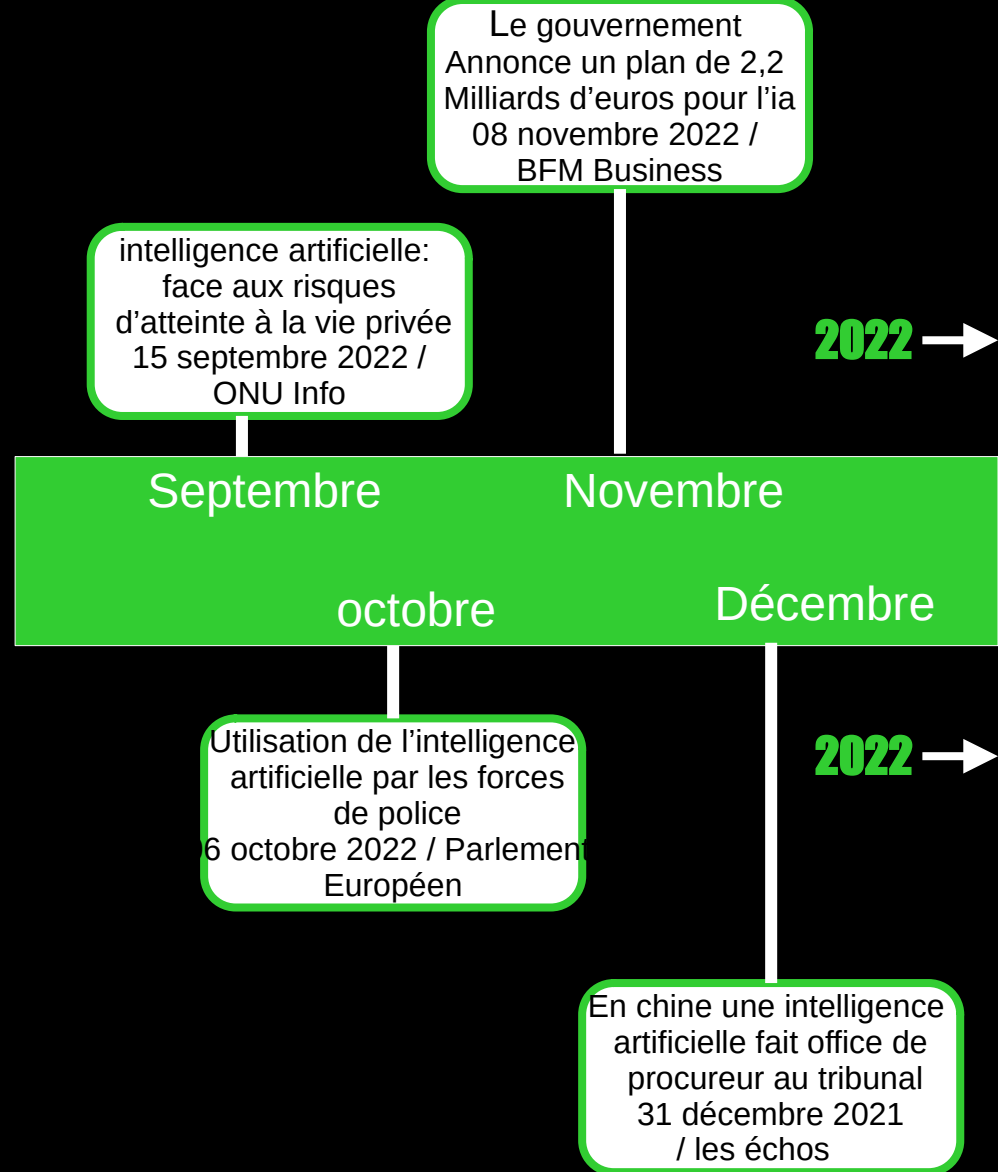 Le gouvernement
Annonce un plan de 2,2
Milliards d’euros pour l’ia
08 novembre 2022 /
BFM Business
intelligence artificielle:
face aux risques
d’atteinte à la vie privée
15 septembre 2022 /
ONU Info
2022
Septembre
Novembre
octobre
Décembre
Utilisation de l’intelligence
artificielle par les forces
de police
06 octobre 2022 / Parlement
Européen
2022
En chine une intelligence
artificielle fait office de
procureur au tribunal
31 décembre 2021
/ les échos